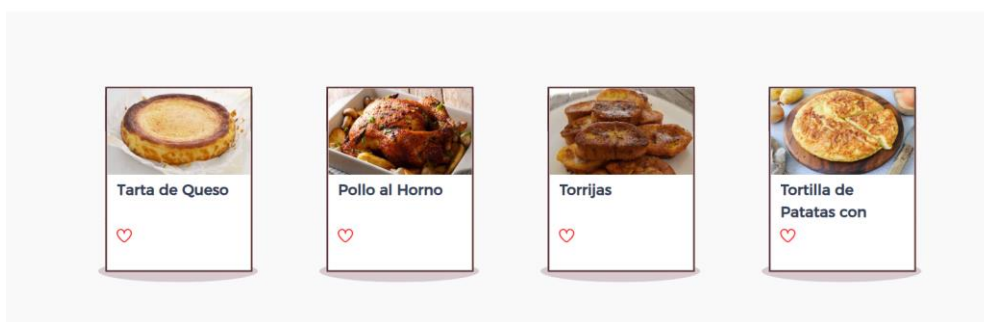 Tarta de Queso
Pollo al Horno
Torrijas
Tortilla de
Patatas con